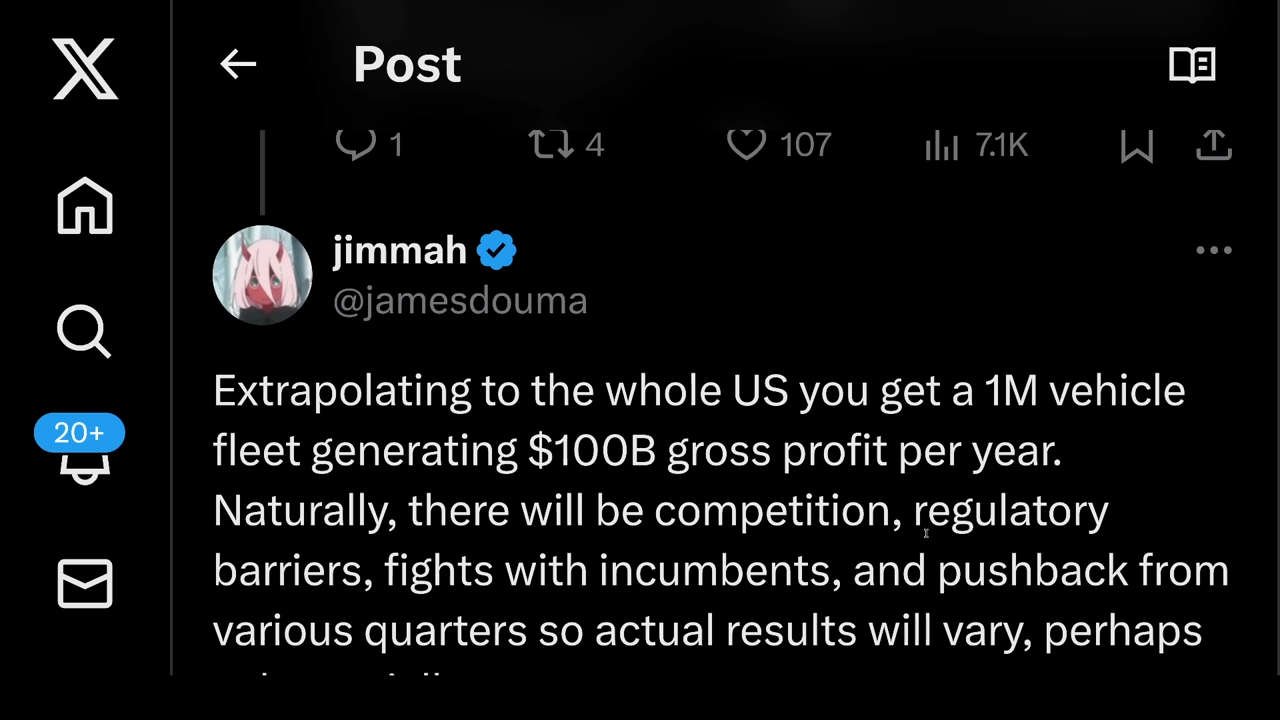 Post
1 4 107 7.1K
jimmah
@jamesdouma
20+
Extrapolating to the whole US you get a 1M vehicle
fleet generating $100B gross profit per year.
Naturally, there will be competition, regulatory
barriers, fights with incumbents, and pushback from
various quarters so actual results will vary, perhaps